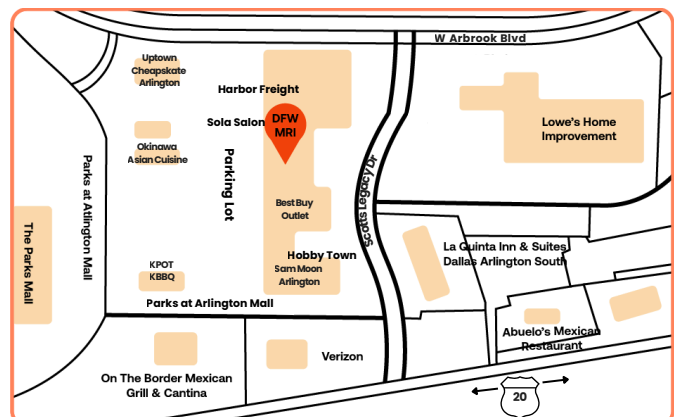 W Arbrook Blvd
Uptown
Cheapskate
Arlington
Harbor Freight
Sola Salon
DFW
MRI
Lowe's Home
Improvement
Okinawa
Asian Cuisine
Parking Lot
Parks at Atlington Mall
Scotts Legacy Dr
Best Buy
Outlet
The Parks Mall
Hobby Town
Sam Moon
Arlington
La Quinta Inn & Suites
Dallas Arlington South
KPOT
KBBQ
Parks at Arlington Mall
Abuelo's Mexican
Restaurant
Verizon
On The Border Mexican
Grill & Cantina
20